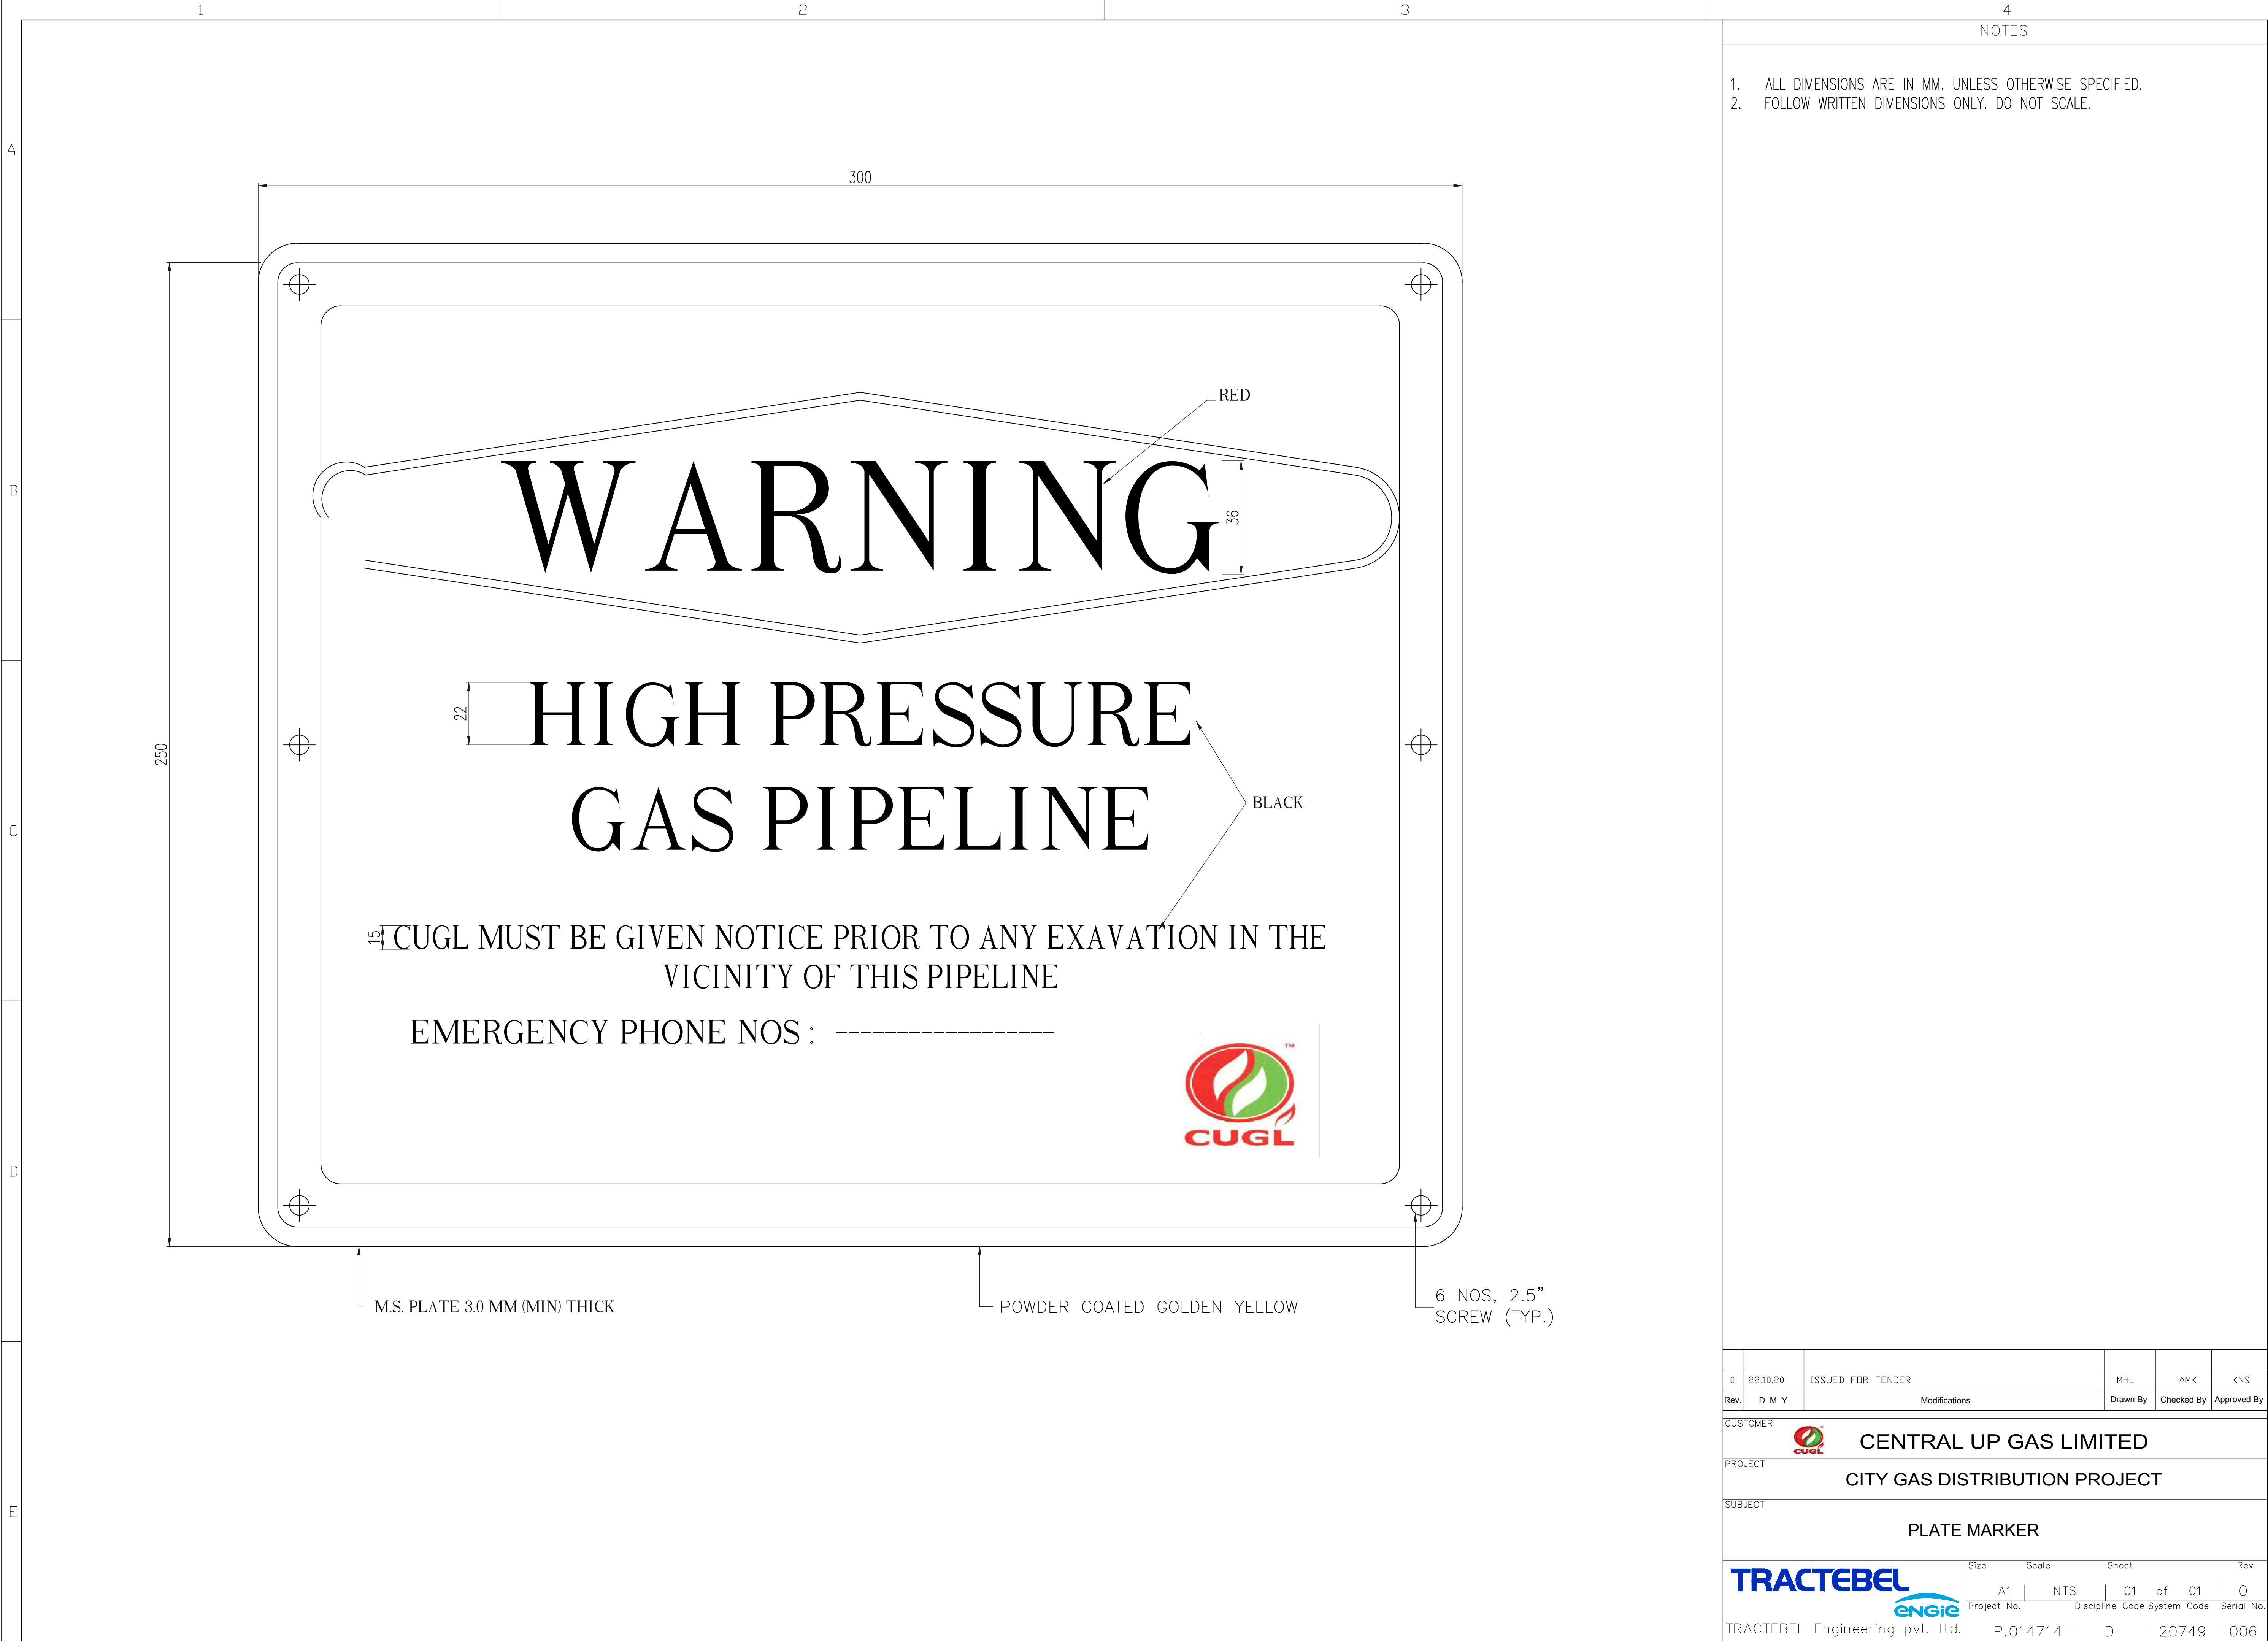 1 2 3 4
NOTES
1. ALL DIMENSIONS ARE IN MM. UNLESS OTHERWISE SPECIFIED.
2. FOLLOW WRITTEN DIMENSIONS ONLY. DO NOT SCALE.
A
B
C
D
E
300
250
RED
WARNING
36
22
HIGH PRESSURE
GAS PIPELINE
BLACK
15
CUGL MUST BE GIVEN NOTICE PRIOR TO ANY EXAVATION IN THE
VICINITY OF THIS PIPELINE
EMERGENCY PHONE NOS : ------------------
TM
CUGL
M.S. PLATE 3.0 MM (MIN) THICK
POWDER COATED GOLDEN YELLOW
6 NOS, 2.5”
SCREW (TYP.)
0 22.10.20 ISSUED FOR TENDER MHL AMK KNS
Rev. D M Y Modifications Drawn By Checked By Approved By
CUSTOMER
CUGL
CENTRAL UP GAS LIMITED
PROJECT
CITY GAS DISTRIBUTION PROJECT
SUBJECT
PLATE MARKER
TRACTEBEL
ENGIE
TRACTEBEL Engineering pvt. ltd.
Size Scale Sheet Rev.
A1 NTS 01 of 01 0
Project No. Discipline Code System Code Serial No.
P.014714 D 20749 006